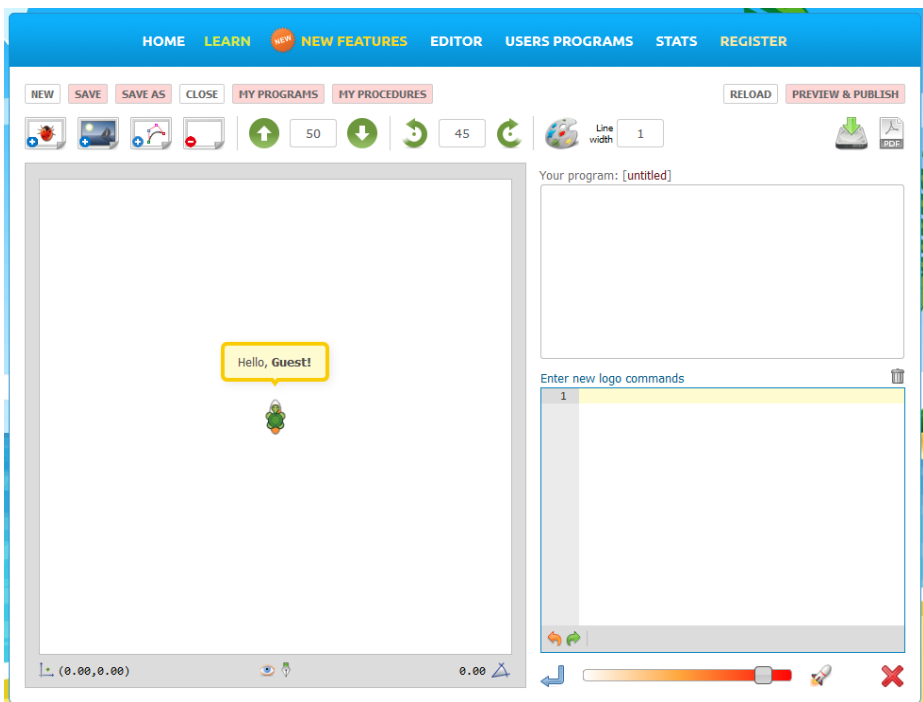 HOME LEARN NEW NEW FEATURES EDITOR USERS PROGRAMS STATS REGISTER
NEW SAVE SAVE AS CLOSE MY PROGRAMS MY PROCEDURES RELOAD PREVIEW & PUBLISH
50 45 Line width 1 PDF
Your program: [untitled]
Hello, Guest!
Enter new logo commands
1
(0.00,0.00) 0.00